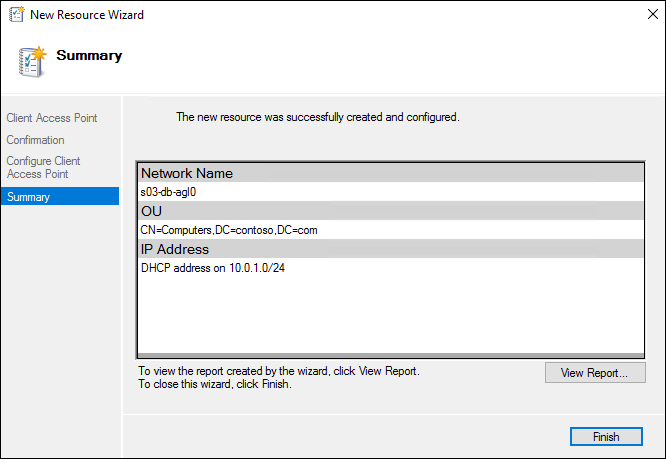 New Resource Wizard
Summary
Client Access Point
Confirmation
Configure Client
Access Point
Summary
The new resource was successfully created and configured.
Network Name
s03-db-agl0
OU
CN=Computers,DC=contoso,DC=com
IP Address
DHCP address on 10.0.1.0/24
To view the report created by the wizard, click View Report.
To close this wizard, click Finish.
View Report...
Finish